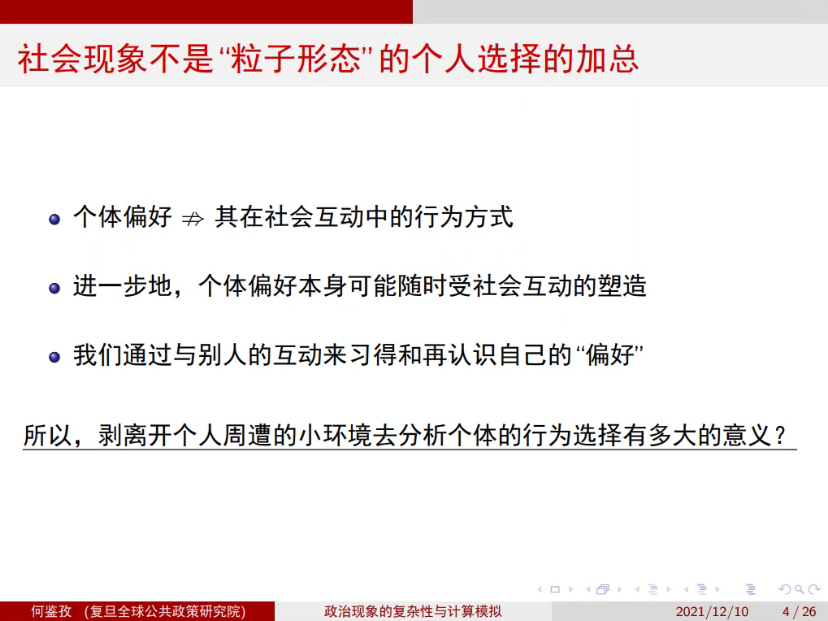 社会现象不是“粒子形态”的个人选择的加总
个体偏好 ⇏ 其在社会互动中的行为方式
进一步地，个体偏好本身可能随时受社会互动的塑造
我们通过与别人的互动来习得和再认识自己的“偏好”
所以，剥离开个人周遭的小环境去分析个体的行为选择有多大的意义？
何鉴孜 (复旦全球公共政策研究院) 政治现象的复杂性与计算模拟 2021/12/10 4 / 26